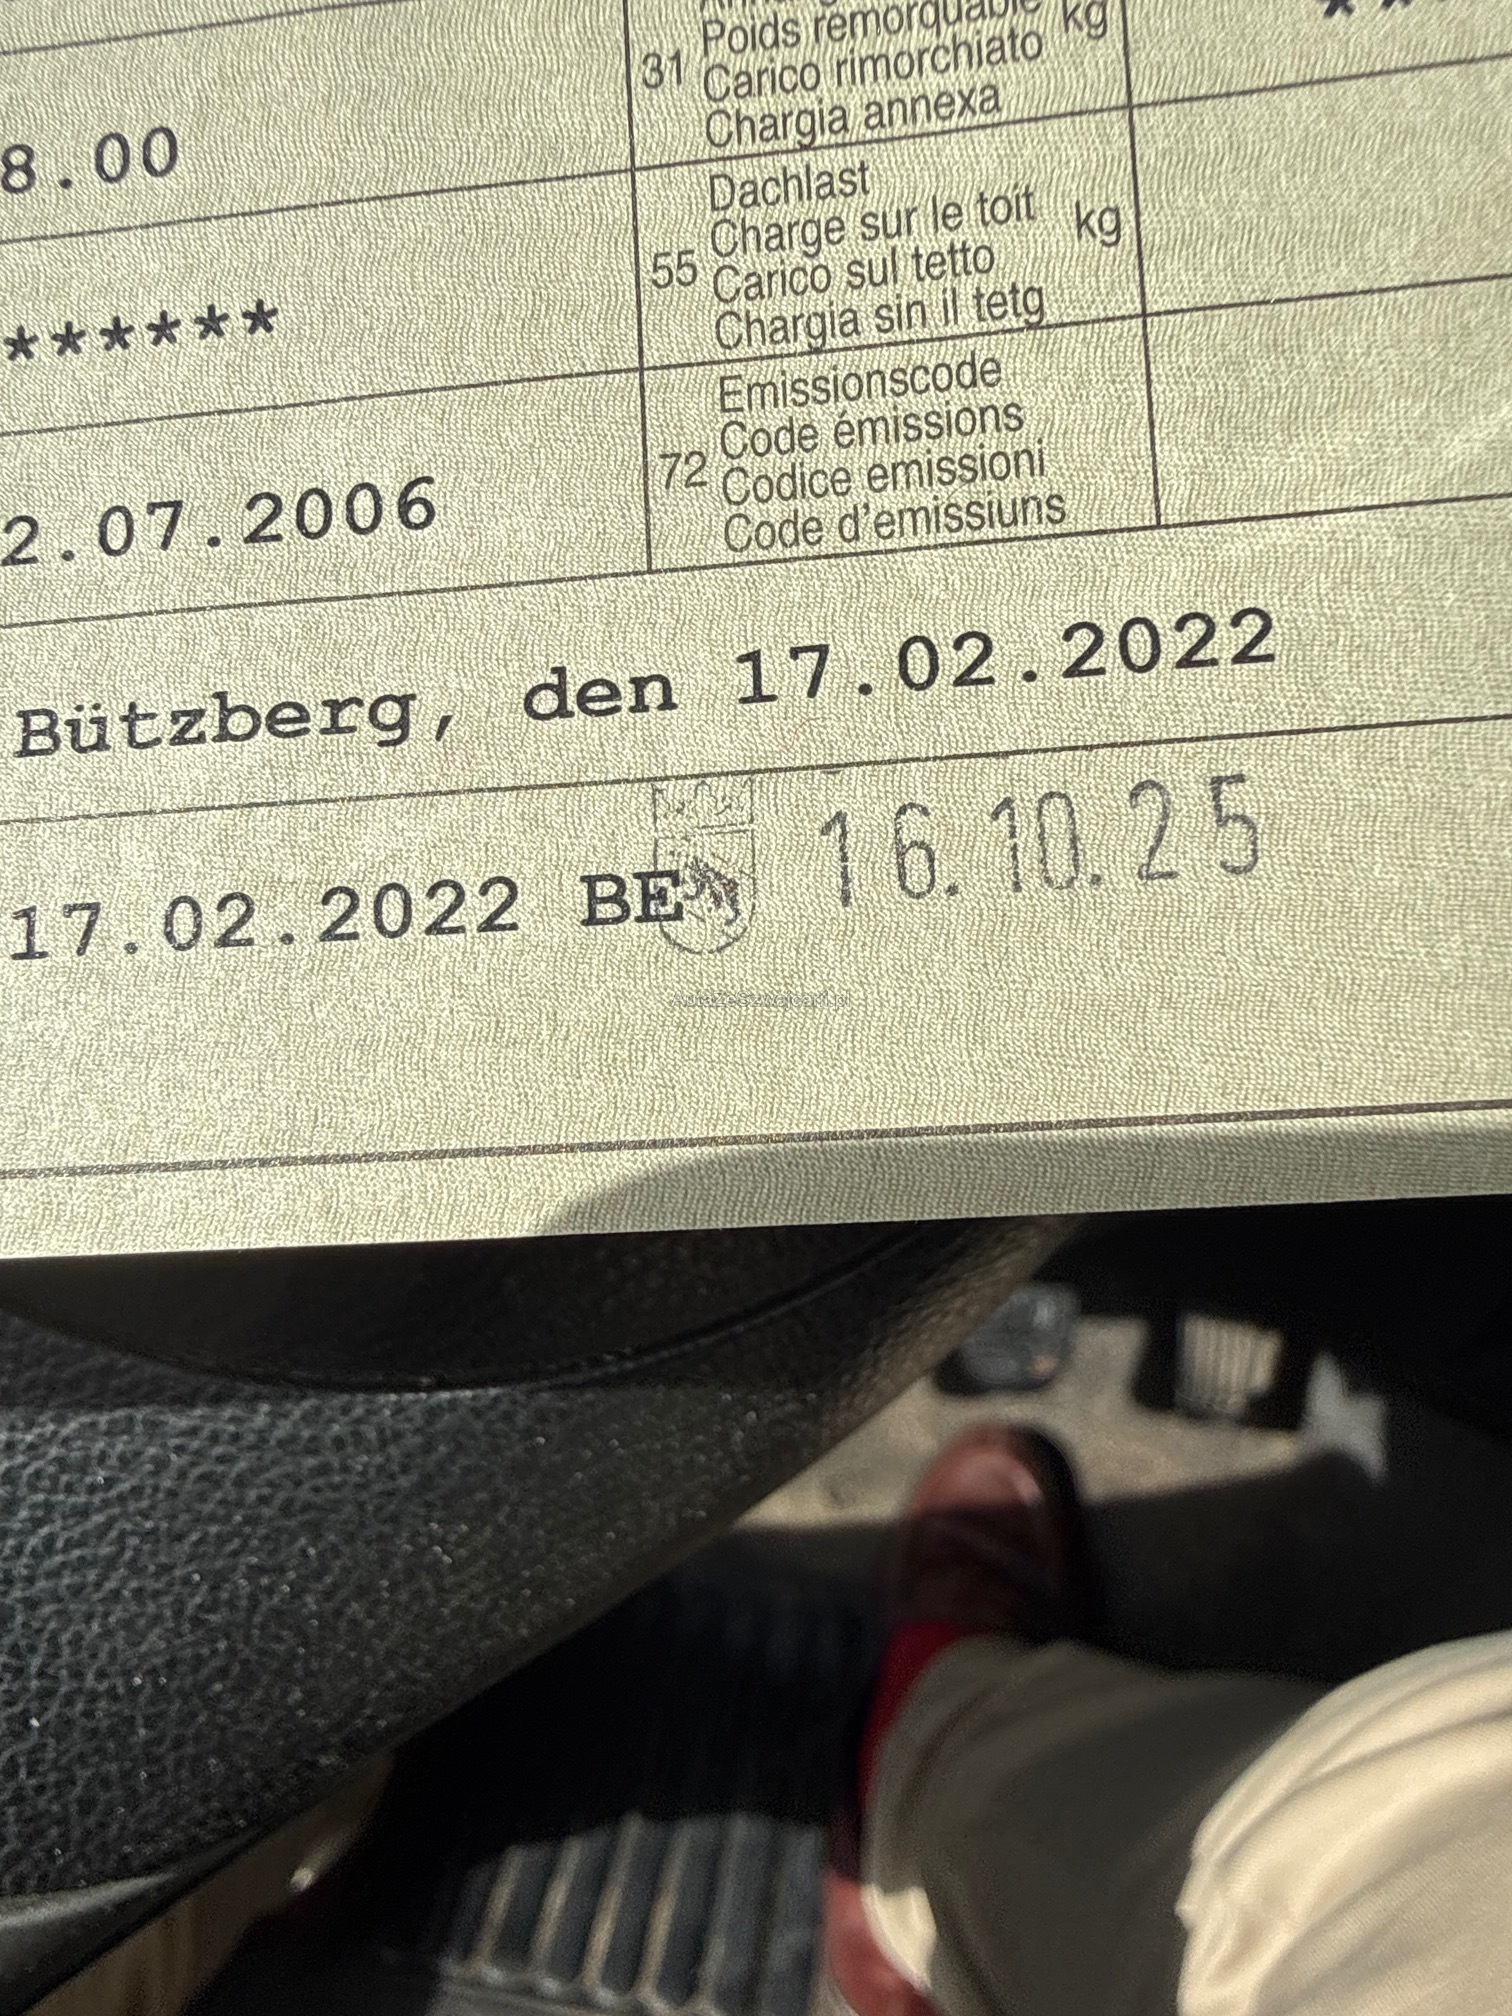 31 Poids remorquable kg
Carico rimorchiato
Chargia annexa
8.00
Dachlast
Charge sur le toit kg
55 Carico sul tetto
Chargia sin il tetg
******
Emissionscode
Code émissions
72 Codice emissioni
Code d'emissiuns
2.07.2006
Bützberg, den 17.02.2022
17.02.2022 BE 16.10.25
AutaZeSzwajcarii.pl